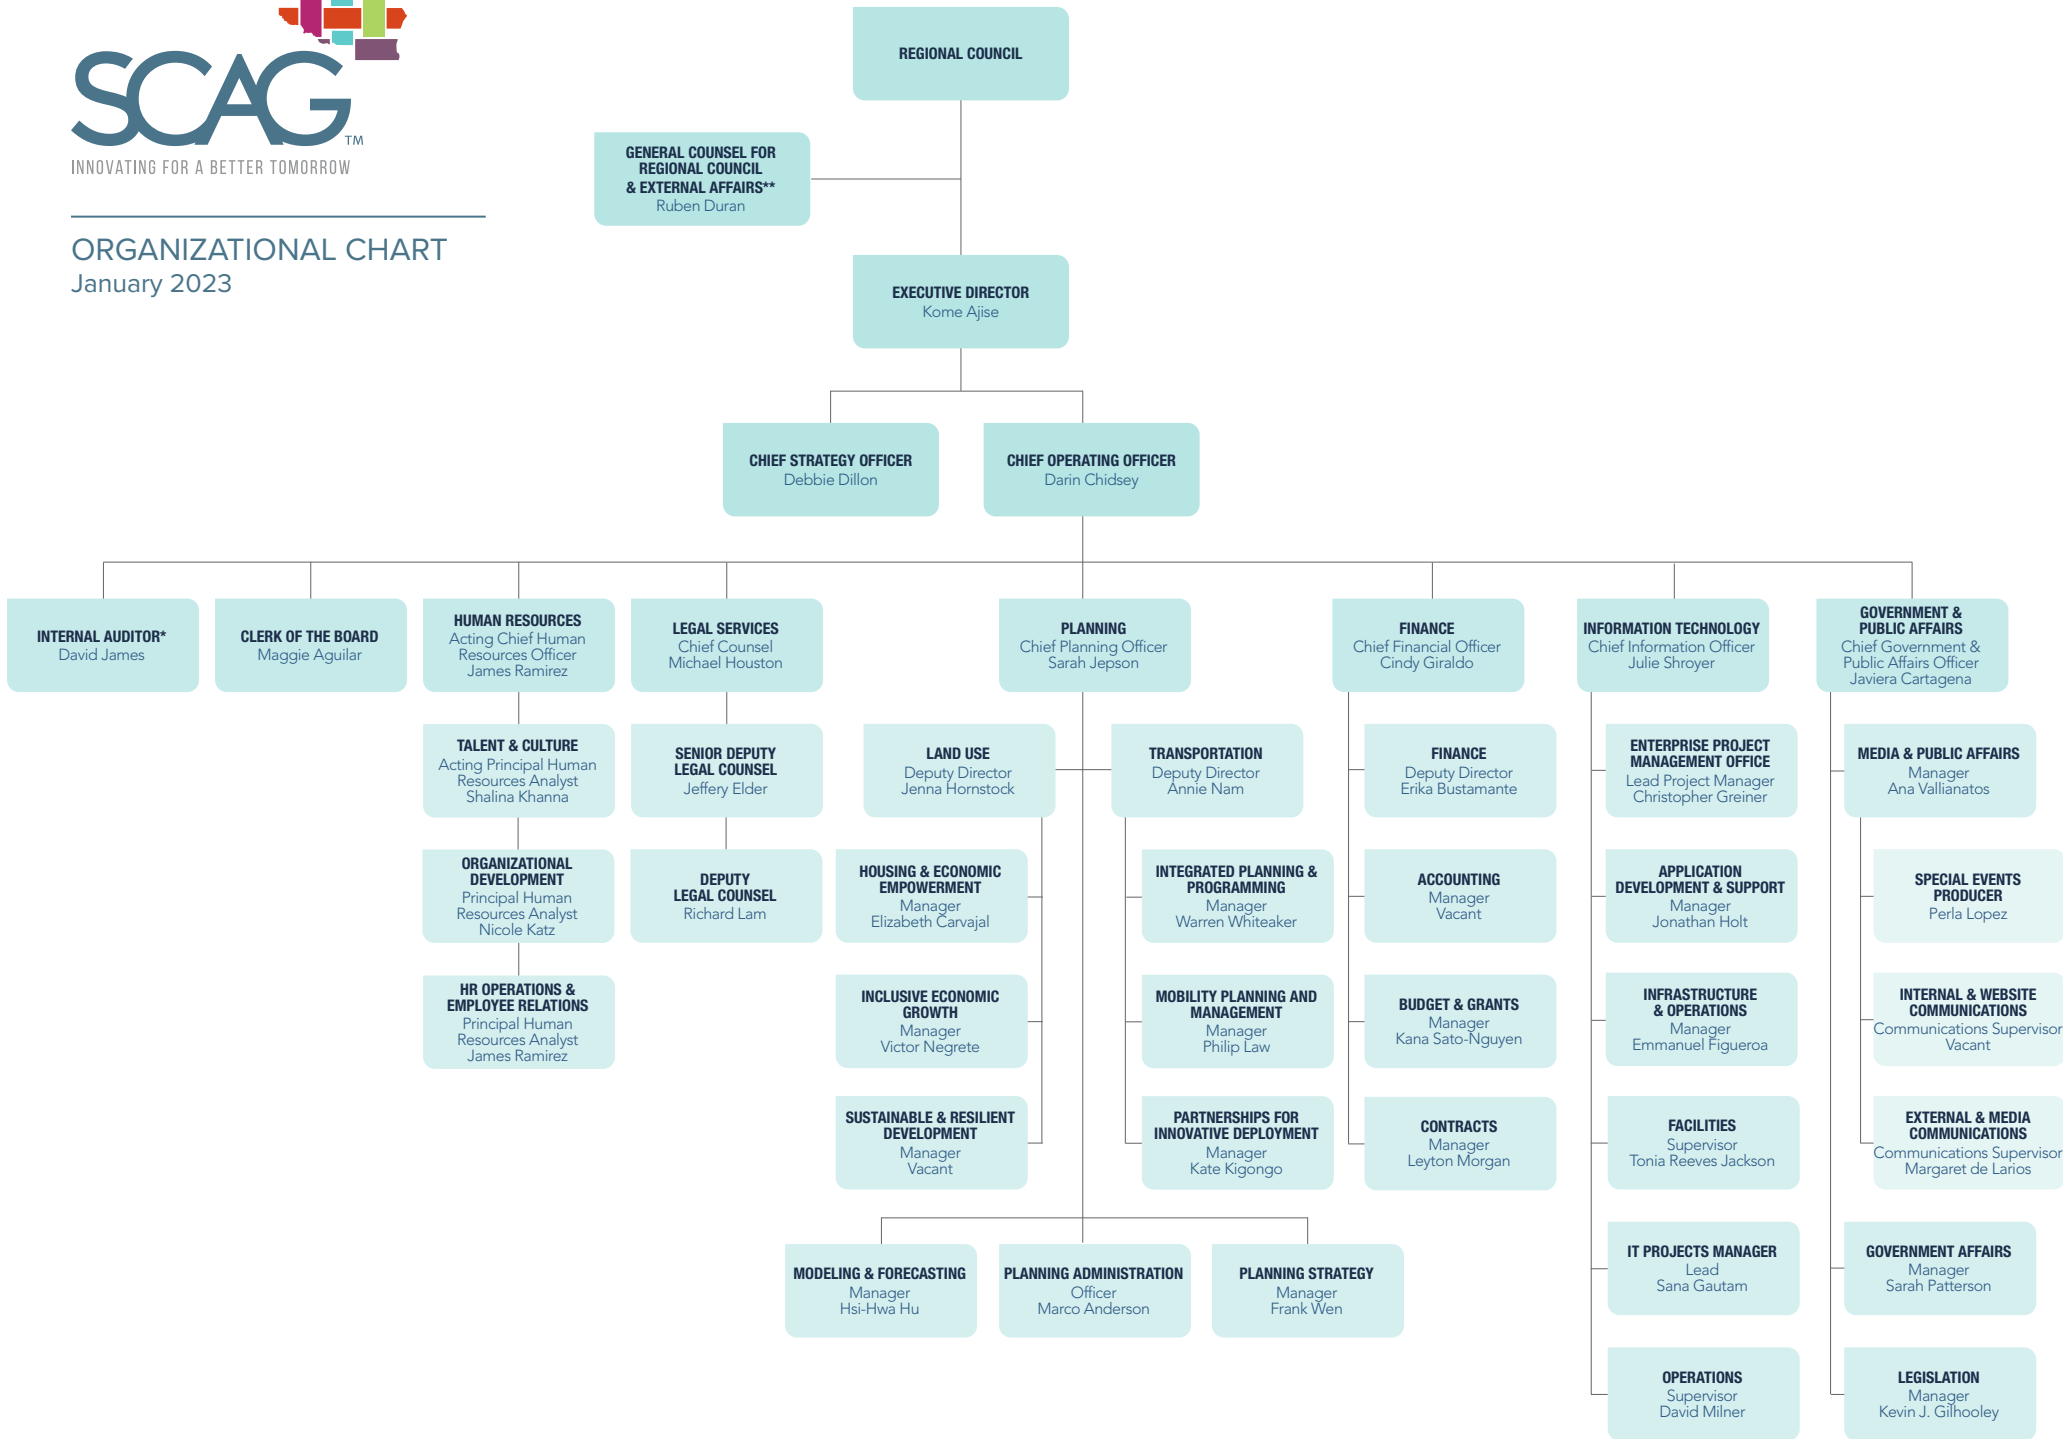 SCAG™
INNOVATING FOR A BETTER TOMORROW
ORGANIZATIONAL CHART
January 2023
REGIONAL COUNCIL
GENERAL COUNSEL FOR
REGIONAL COUNCIL
& EXTERNAL AFFAIRS**
Ruben Duran
EXECUTIVE DIRECTOR
Kome Ajise
CHIEF STRATEGY OFFICER
Debbie Dillon
CHIEF OPERATING OFFICER
Darin Chidsey
INTERNAL AUDITOR*
David James
CLERK OF THE BOARD
Maggie Aguilar
HUMAN RESOURCES
Acting Chief Human
Resources Officer
James Ramirez
LEGAL SERVICES
Chief Counsel
Michael Houston
PLANNING
Chief Planning Officer
Sarah Jepson
FINANCE
Chief Financial Officer
Cindy Giraldo
INFORMATION TECHNOLOGY
Chief Information Officer
Julie Shroyer
GOVERNMENT &
PUBLIC AFFAIRS
Chief Government &
Public Affairs Officer
Javiera Cartagena
TALENT & CULTURE
Acting Principal Human
Resources Analyst
Shalina Khanna
SENIOR DEPUTY
LEGAL COUNSEL
Jeffery Elder
LAND USE
Deputy Director
Jenna Hornstock
TRANSPORTATION
Deputy Director
Annie Nam
FINANCE
Deputy Director
Erika Bustamante
ENTERPRISE PROJECT
MANAGEMENT OFFICE
Lead Project Manager
Christopher Greiner
MEDIA & PUBLIC AFFAIRS
Manager
Ana Vallianatos
ORGANIZATIONAL
DEVELOPMENT
Principal Human
Resources Analyst
Nicole Katz
DEPUTY
LEGAL COUNSEL
Richard Lam
HOUSING & ECONOMIC
EMPOWERMENT
Manager
Elizabeth Carvajal
INTEGRATED PLANNING &
PROGRAMMING
Manager
Warren Whiteaker
ACCOUNTING
Manager
Vacant
APPLICATION
DEVELOPMENT & SUPPORT
Manager
Jonathan Holt
SPECIAL EVENTS
PRODUCER
Perla Lopez
HR OPERATIONS &
EMPLOYEE RELATIONS
Principal Human
Resources Analyst
James Ramirez
INCLUSIVE ECONOMIC
GROWTH
Manager
Victor Negrete
MOBILITY PLANNING AND
MANAGEMENT
Manager
Philip Law
BUDGET & GRANTS
Manager
Kana Sato-Nguyen
INFRASTRUCTURE
& OPERATIONS
Manager
Emmanuel Figueroa
INTERNAL & WEBSITE
COMMUNICATIONS
Communications Supervisor
Vacant
SUSTAINABLE & RESILIENT
DEVELOPMENT
Manager
Vacant
PARTNERSHIPS FOR
INNOVATIVE DEPLOYMENT
Manager
Kate Kigongo
CONTRACTS
Manager
Leyton Morgan
FACILITIES
Supervisor
Tonia Reeves Jackson
EXTERNAL & MEDIA
COMMUNICATIONS
Communications Supervisor
Margaret de Larios
MODELING & FORECASTING
Manager
Hsi-Hwa Hu
PLANNING ADMINISTRATION
Officer
Marco Anderson
PLANNING STRATEGY
Manager
Frank Wen
IT PROJECTS MANAGER
Lead
Sana Gautam
GOVERNMENT AFFAIRS
Manager
Sarah Patterson
OPERATIONS
Supervisor
David Milner
LEGISLATION
Manager
Kevin J. Gilhooley